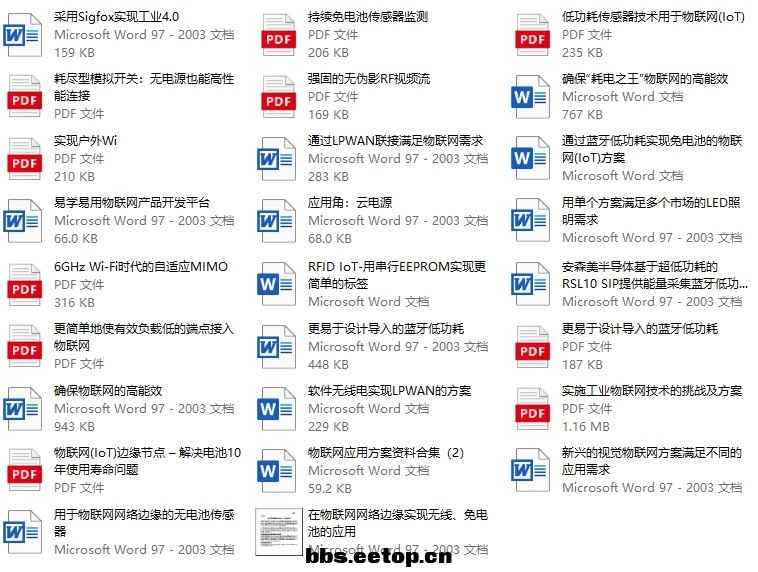 采用Sigfox实现工业4.0
Microsoft Word 97 - 2003 文档
159 KB
持续免电池传感器监测
PDF 文件
206 KB
低功耗传感器技术用于物联网(IoT)
PDF 文件
235 KB
耗尽型模拟开关：无电源也能高性
能连接
PDF 文件
强国的无伪影RF视频流
PDF 文件
169 KB
确保“耗电之王”物联网的高能效
Microsoft Word 文档
767 KB
实现户外Wi
PDF 文件
210 KB
通过LPWAN联接满足物联网需求
Microsoft Word 97 - 2003 文档
283 KB
通过蓝牙低功耗实现免电池的物联
网(IoT)方案
Microsoft Word 文档
易学易用物联网产品开发平台
Microsoft Word 97 - 2003 文档
66.0 KB
应用角：云电源
Microsoft Word 97 - 2003 文档
68.0 KB
用单个方案满足多个市场的LED照
明需求
Microsoft Word 97 - 2003 文档
6GHz Wi-Fi时代的自适应MIMO
PDF 文件
316 KB
RFID IoT-用串行EEPROM实现更
简单的标签
Microsoft Word 文档
安森美半导体基于超低功耗的
RSL10 SIP提供能量采集蓝牙低功...
Microsoft Word 97 - 2003 文档
更简单地使有效负载低的端点接入
物联网
PDF 文件
更易于设计导入的蓝牙低功耗
Microsoft Word 97 - 2003 文档
448 KB
更易于设计导入的蓝牙低功耗
PDF 文件
187 KB
确保物联网的高能效
Microsoft Word 97 - 2003 文档
943 KB
软件无线电实现LPWAN的方案
Microsoft Word 文档
229 KB
实施工业物联网技术的挑战及方案
PDF 文件
1.16 MB
物联网(IoT)边缘节点 – 解决电池10
年使用寿命问题
PDF 文件
物联网应用方案资料合集（2）
Microsoft Word 文档
59.2 KB
新兴的视觉物联网方案满足不同的
应用需求
Microsoft Word 97 - 2003 文档
用于物联网网络边缘的无电池传感
器
Microsoft Word 97 - 2003 文档
在物联网网络边缘实现无线、免电
池的应用
Microsoft Word 97 - 2003 文档
bbs.eetop.cn